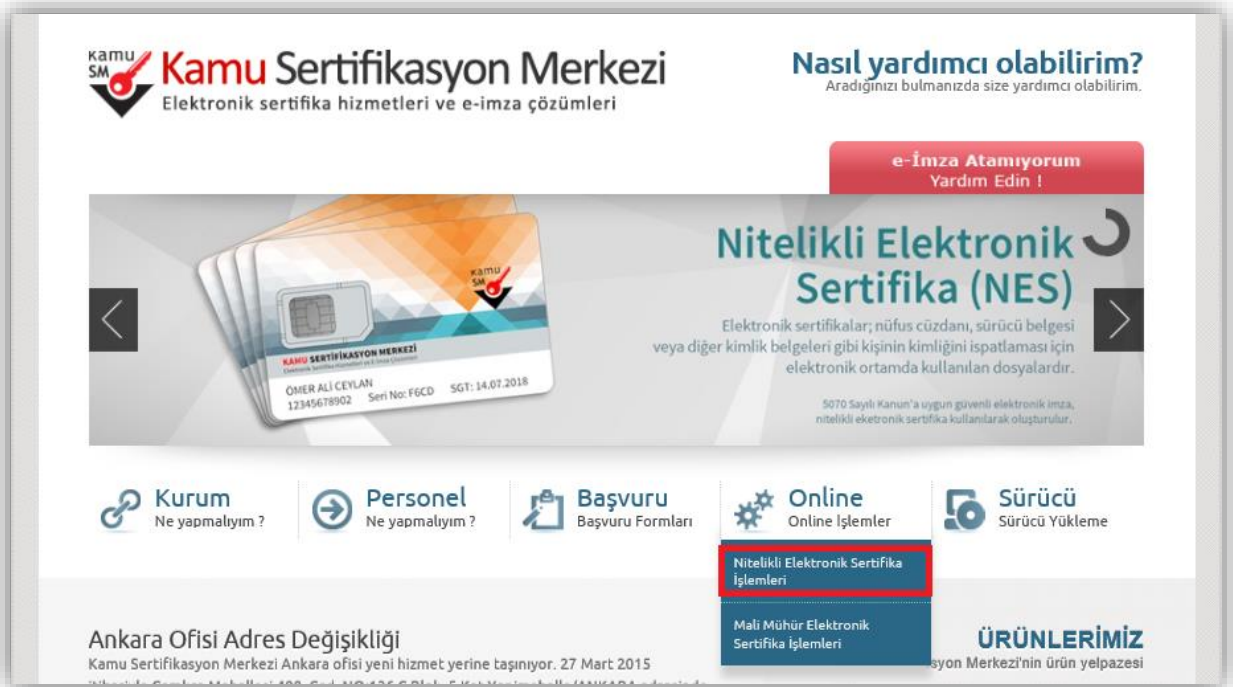 Kamu
SM
Kamu Sertifikasyon Merkezi
Elektronik sertifika hizmetleri ve e-imza çözümleri
Nasıl yardımcı olabilirim?
Aradığınızı bulmanızda size yardımcı olabilirim.
e-İmza Atamıyorum
Yardım Edin !
Kamu
SM
KAMU SERTİFİKASYON MERKEZİ
Elektronik Sertifika Hizmetleri ve E-imza Çözümleri
ÖMER ALİ CEYLAN
12345678902 Seri No: F6CD SGT: 14.07.2018
Nitelikli Elektronik
Sertifika (NES)
Elektronik sertifikalar; nüfus cüzdanı, sürücü belgesi
veya diğer kimlik belgeleri gibi kişinin kimliğini ispatlaması için
elektronik ortamda kullanılan dosyalardır.
5070 Sayılı Kanun'a uygun güvenli elektronik imza,
nitelikli eketronik sertifika kullanılarak oluşturulur.
Kurum
Ne yapmalıyım ?
Personel
Ne yapmalıyım ?
Başvuru
Başvuru Formları
Online
Online İşlemler
Sürücü
Sürücü Yükleme
Nitelikli Elektronik Sertifika
İşlemleri
Mali Mühür Elektronik
Sertifika İşlemleri
Ankara Ofisi Adres Değişikliği
Kamu Sertifikasyon Merkezi Ankara ofisi yeni hizmet yerine taşınıyor. 27 Mart 2015
ÜRÜNLERİMİZ
syon Merkezi'nin ürün yelpazesi